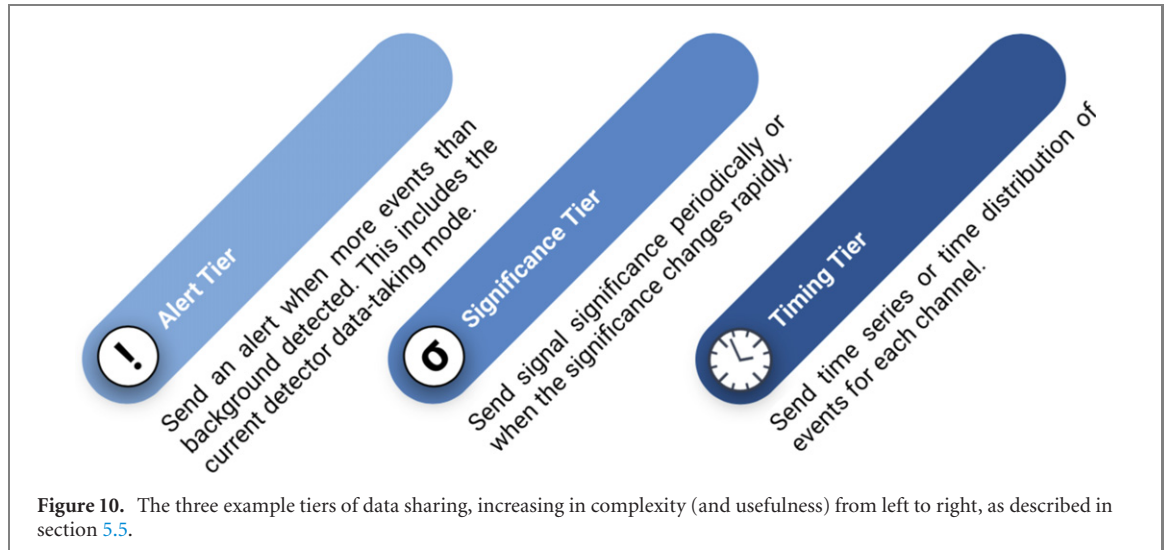 !
Alert Tier
Send an alert when more events than
background detected. This includes the
current detector data-taking mode.
σ
Significance Tier
Send signal significance periodically or
when the significance changes rapidly.
Timing Tier
Send time series or time distribution of
events for each channel.
Figure 10. The three example tiers of data sharing, increasing in complexity (and usefulness) from left to right, as described in
section 5.5.